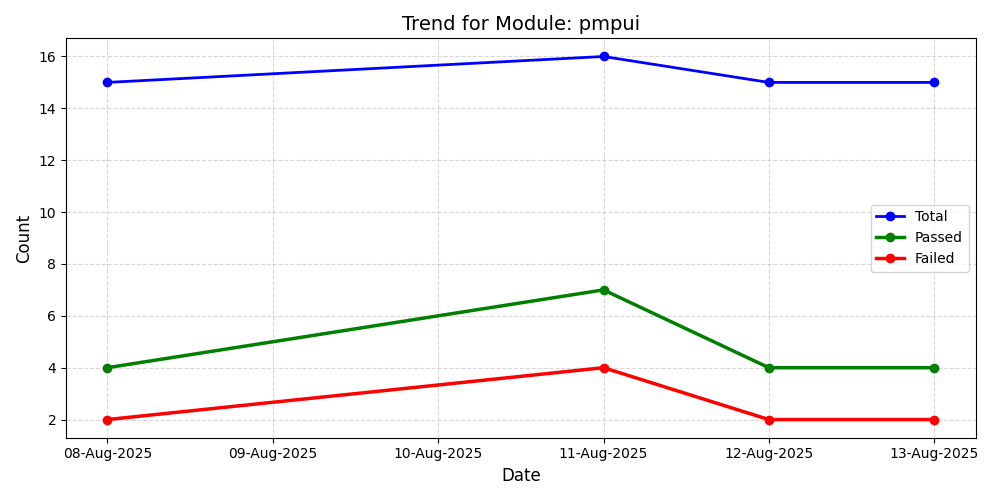 Trend for Module: pmpui
Count
16
14
12
10
8
6
4
2
Total
Passed
Failed
08-Aug-2025
09-Aug-2025
10-Aug-2025
11-Aug-2025
12-Aug-2025
13-Aug-2025
Date